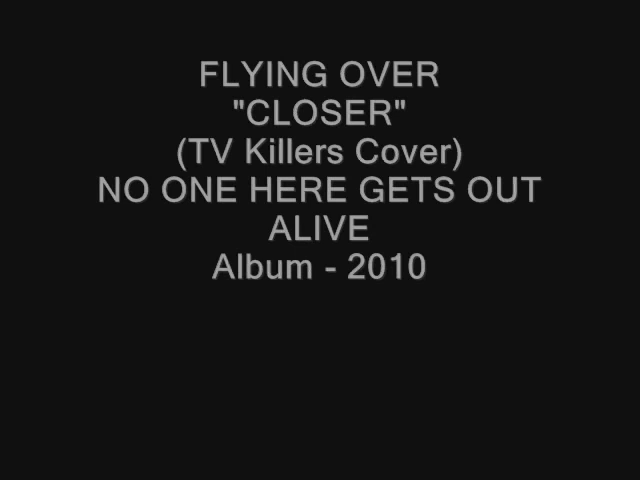 FLYING OVER
"CLOSER"
(TV Killers Cover)
NO ONE HERE GETS OUT
ALIVE
Album - 2010